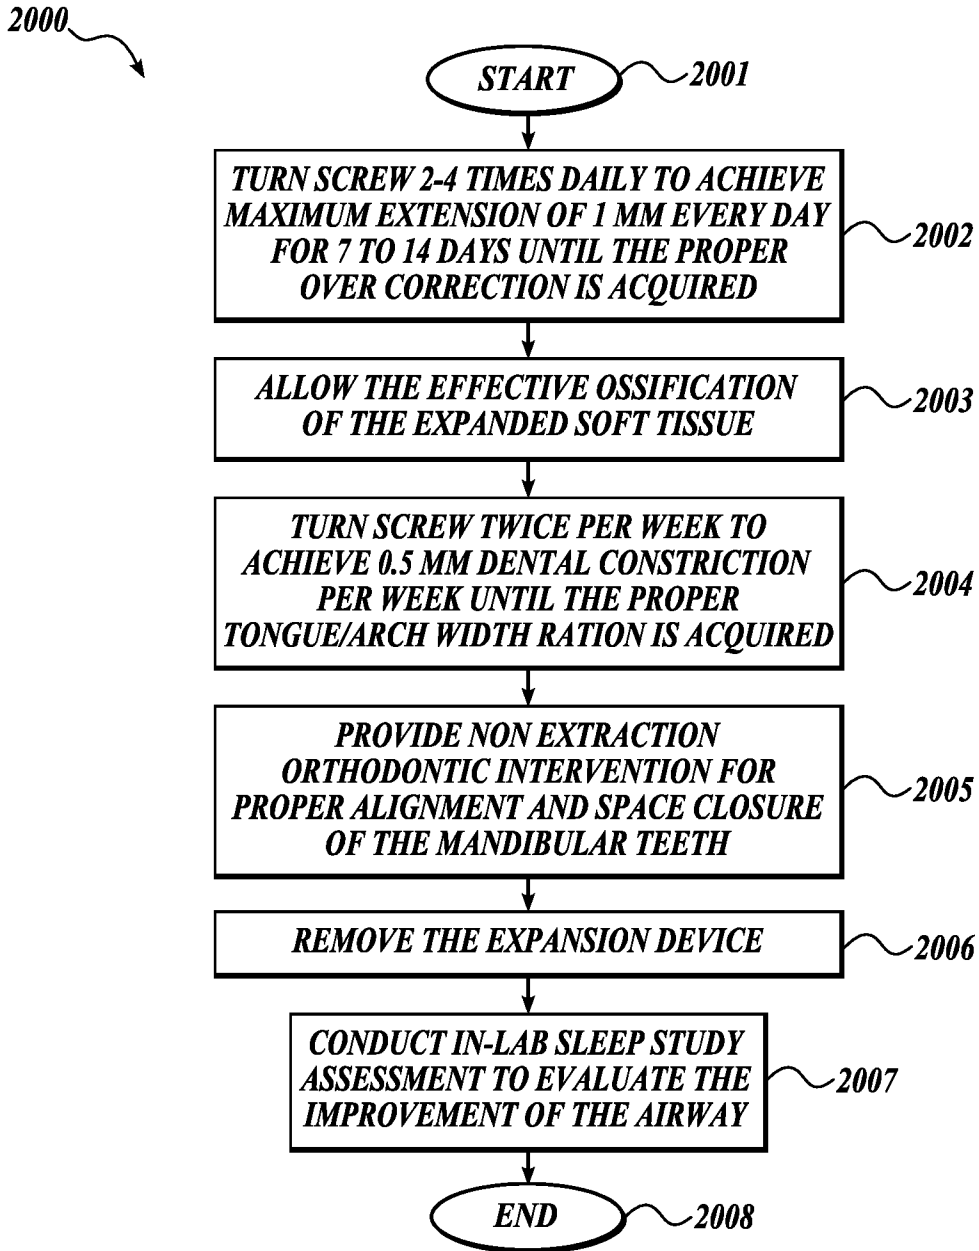 2000
START
2001
TURN SCREW 2-4 TIMES DAILY TO ACHIEVE
MAXIMUM EXTENSION OF 1 MM EVERY DAY
FOR 7 TO 14 DAYS UNTIL THE PROPER
OVER CORRECTION IS ACQUIRED
2002
ALLOW THE EFFECTIVE OSSIFICATION
OF THE EXPANDED SOFT TISSUE
2003
TURN SCREW TWICE PER WEEK TO
ACHIEVE 0.5 MM DENTAL CONSTRICTION
PER WEEK UNTIL THE PROPER
TONGUE/ARCH WIDTH RATION IS ACQUIRED
2004
PROVIDE NON EXTRACTION
ORTHODONTIC INTERVENTION FOR
PROPER ALIGNMENT AND SPACE CLOSURE
OF THE MANDIBULAR TEETH
2005
REMOVE THE EXPANSION DEVICE
2006
CONDUCT IN-LAB SLEEP STUDY
ASSESSMENT TO EVALUATE THE
IMPROVEMENT OF THE AIRWAY
2007
END
2008